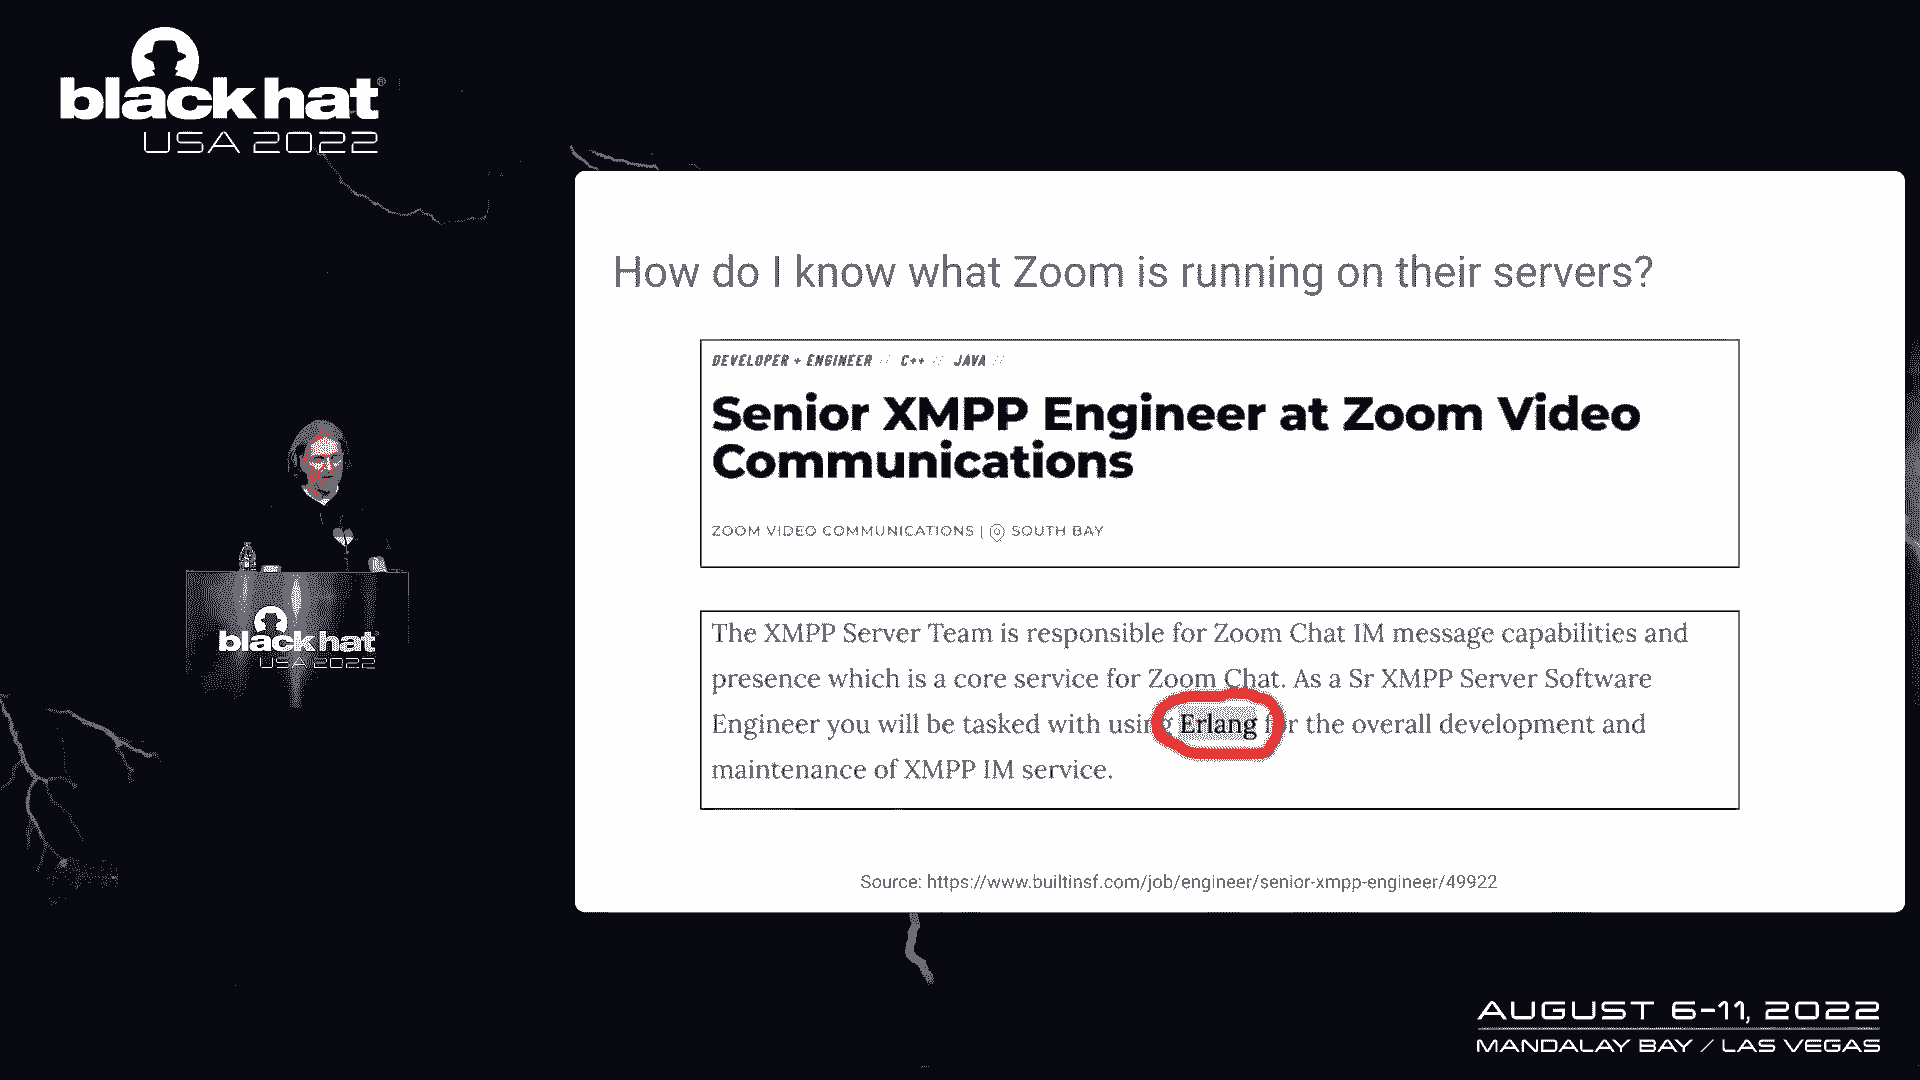 black hat®
USA 2022
How do I know what Zoom is running on their servers?
DEVELOPER + ENGINEER // C++ // JAVA //
Senior XMPP Engineer at Zoom Video
Communications
ZOOM VIDEO COMMUNICATIONS | SOUTH BAY
The XMPP Server Team is responsible for Zoom Chat IM message capabilities and
presence which is a core service for Zoom Chat. As a Sr XMPP Server Software
Engineer you will be tasked with using Erlang for the overall development and
maintenance of XMPP IM service.
Source: https://www.builtinsf.com/job/engineer/senior-xmpp-engineer/49922
black hat
USA 2022
AUGUST 6-11, 2022
MANDALAY BAY / LAS VEGAS